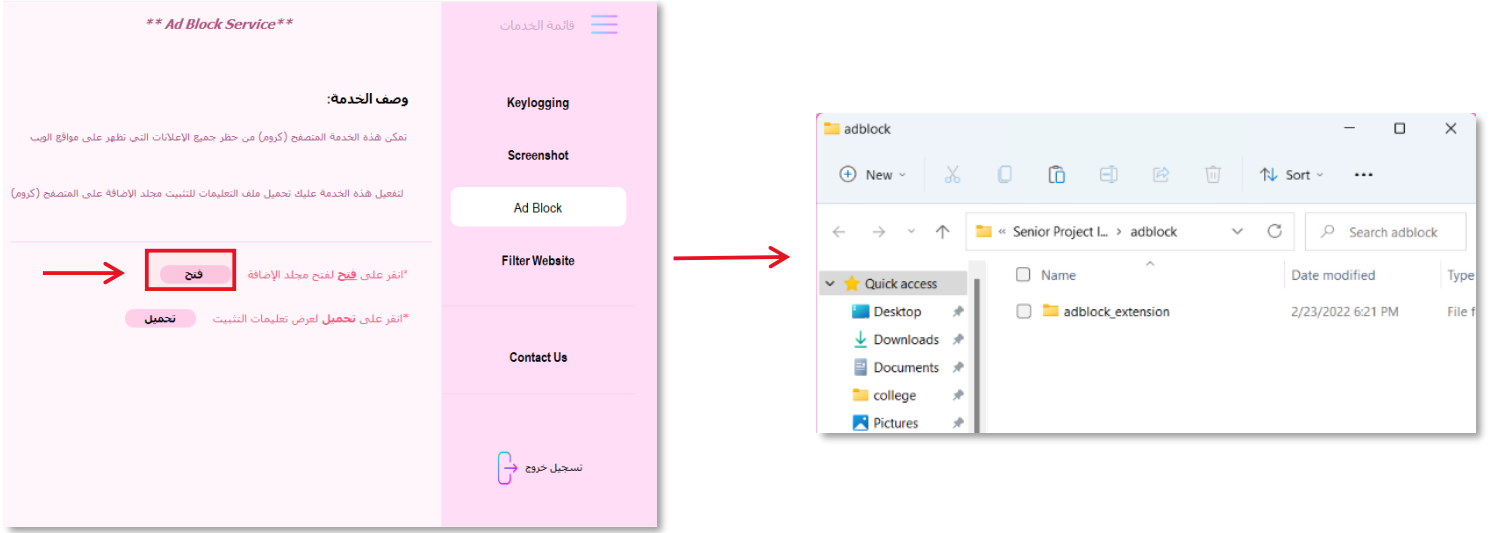 ** Ad Block Service**
قائمة الخدمات
وصف الخدمة:
تمكن هذه الخدمة المتصفح (كروم) من حظر جميع الإعلانات التي تظهر على مواقع الويب
لتفعيل هذه الخدمة عليك تحميل ملف التعليمات للتثبيت مجلد الإضافة على المتصفح (كروم)
*انقر على فتح لفتح مجلد الإضافة
فتح
*انقر على تحميل لعرض تعليمات التثبيت
تحميل
Keylogging
Screenshot
Ad Block
Filter Website
Contact Us
تسجيل خروج
adblock
New
Sort
« Senior Project I... › adblock
Search adblock
Quick access
Desktop
Downloads
Documents
college
Pictures
Name Date modified Type
adblock_extension 2/23/2022 6:21 PM File f